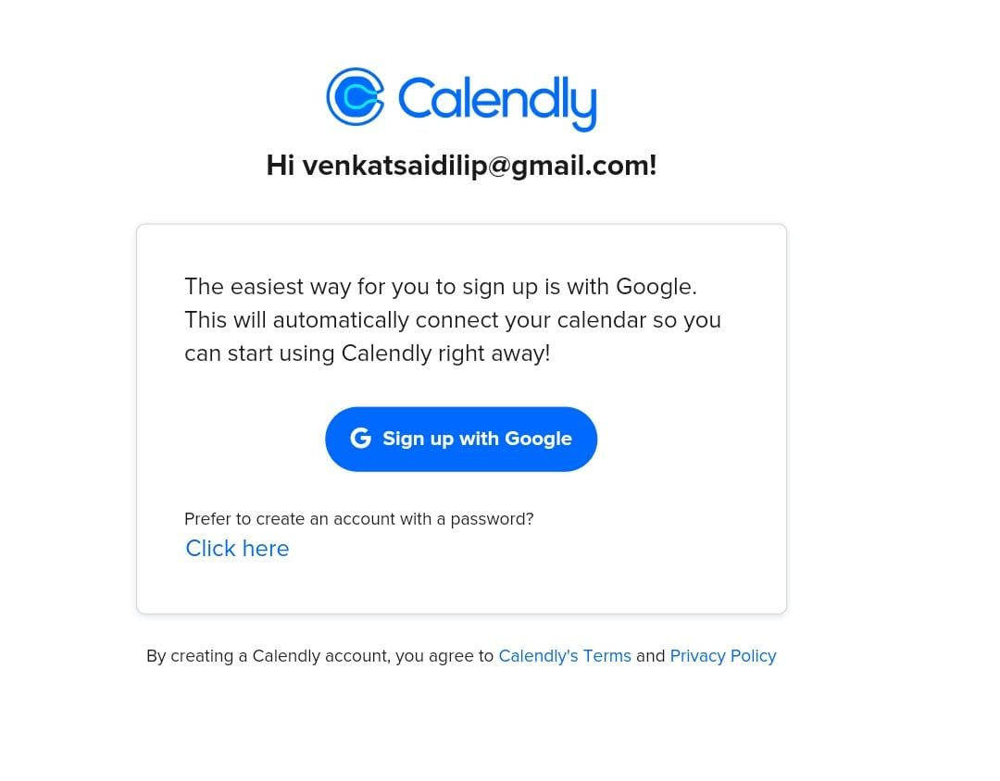 Calendly
Hi venkatsaidilip@gmail.com!
The easiest way for you to sign up is with Google.
This will automatically connect your calendar so you
can start using Calendly right away!
G Sign up with Google
Prefer to create an account with a password?
Click here
By creating a Calendly account, you agree to Calendly's Terms and Privacy Policy